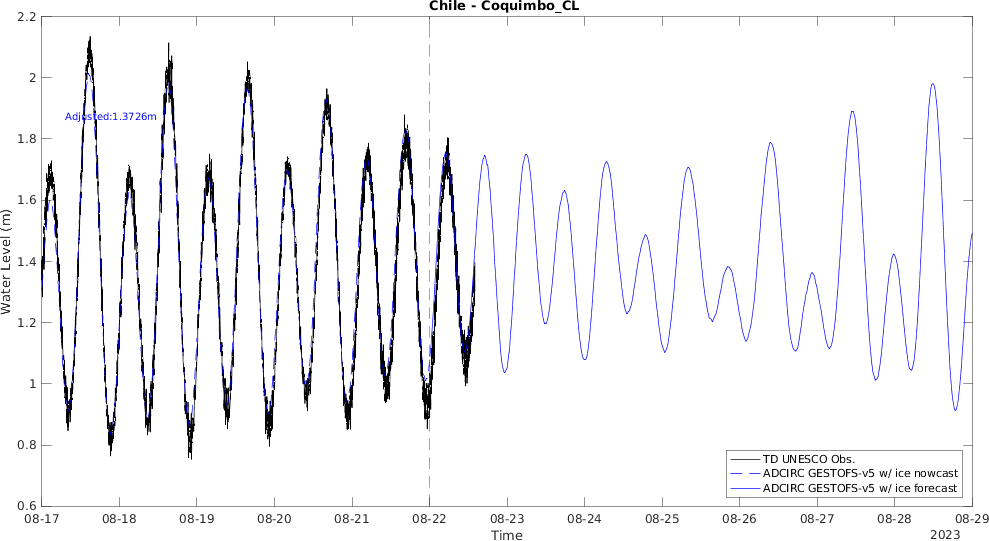 Chile - Coquimbo_CL
2.2
2
1.8
1.6
1.4
1.2
1
0.8
0.6
Water Level (m)
Adjusted:1.3726m
TD UNESCO Obs.
ADCIRC GESTOFS-v5 w/ ice nowcast
ADCIRC GESTOFS-v5 w/ ice forecast
08-17 08-18 08-19 08-20 08-21 08-22 08-23 08-24 08-25 08-26 08-27 08-28 08-29
Time
2023